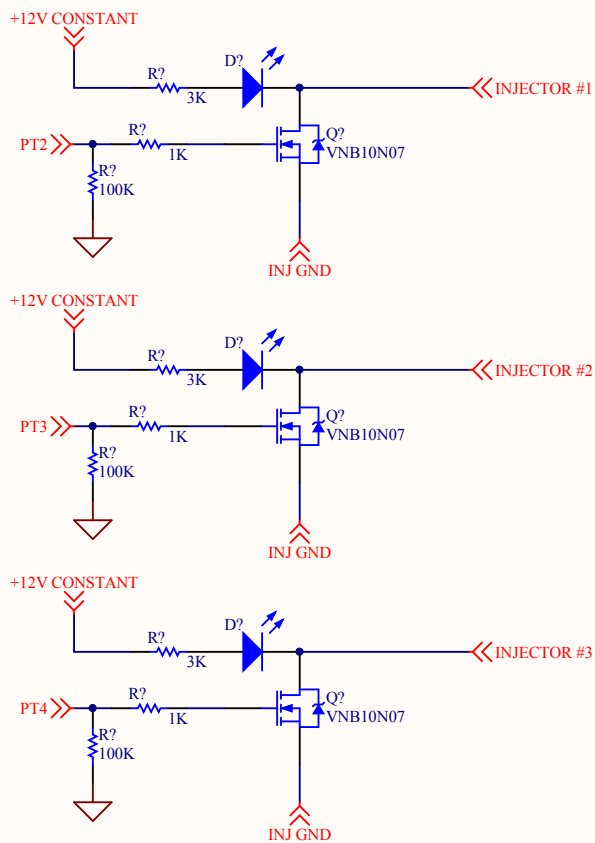 +12V CONSTANT
R?
D?
3K
INJECTOR #1
PT2
R?
1K
Q?
VNB10N07
R?
100K
INJ GND
+12V CONSTANT
R?
D?
3K
INJECTOR #2
PT3
R?
1K
Q?
VNB10N07
R?
100K
INJ GND
+12V CONSTANT
R?
D?
3K
INJECTOR #3
PT4
R?
1K
Q?
VNB10N07
R?
100K
INJ GND